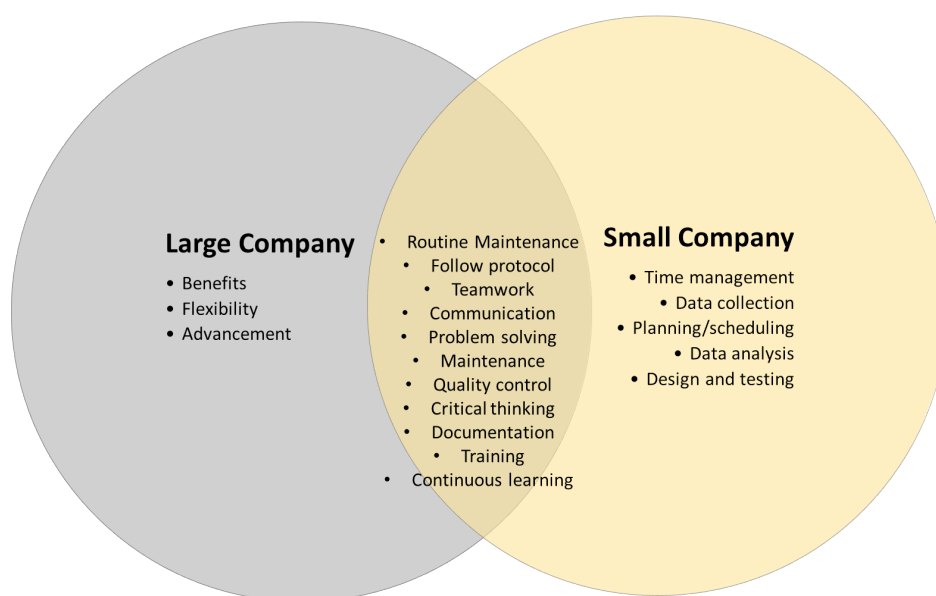 Large Company
• Benefits
• Flexibility
• Advancement
• Routine Maintenance
• Follow protocol
• Teamwork
• Communication
• Problem solving
• Maintenance
• Quality control
• Critical thinking
• Documentation
• Training
• Continuous learning
Small Company
• Time management
• Data collection
• Planning/scheduling
• Data analysis
• Design and testing